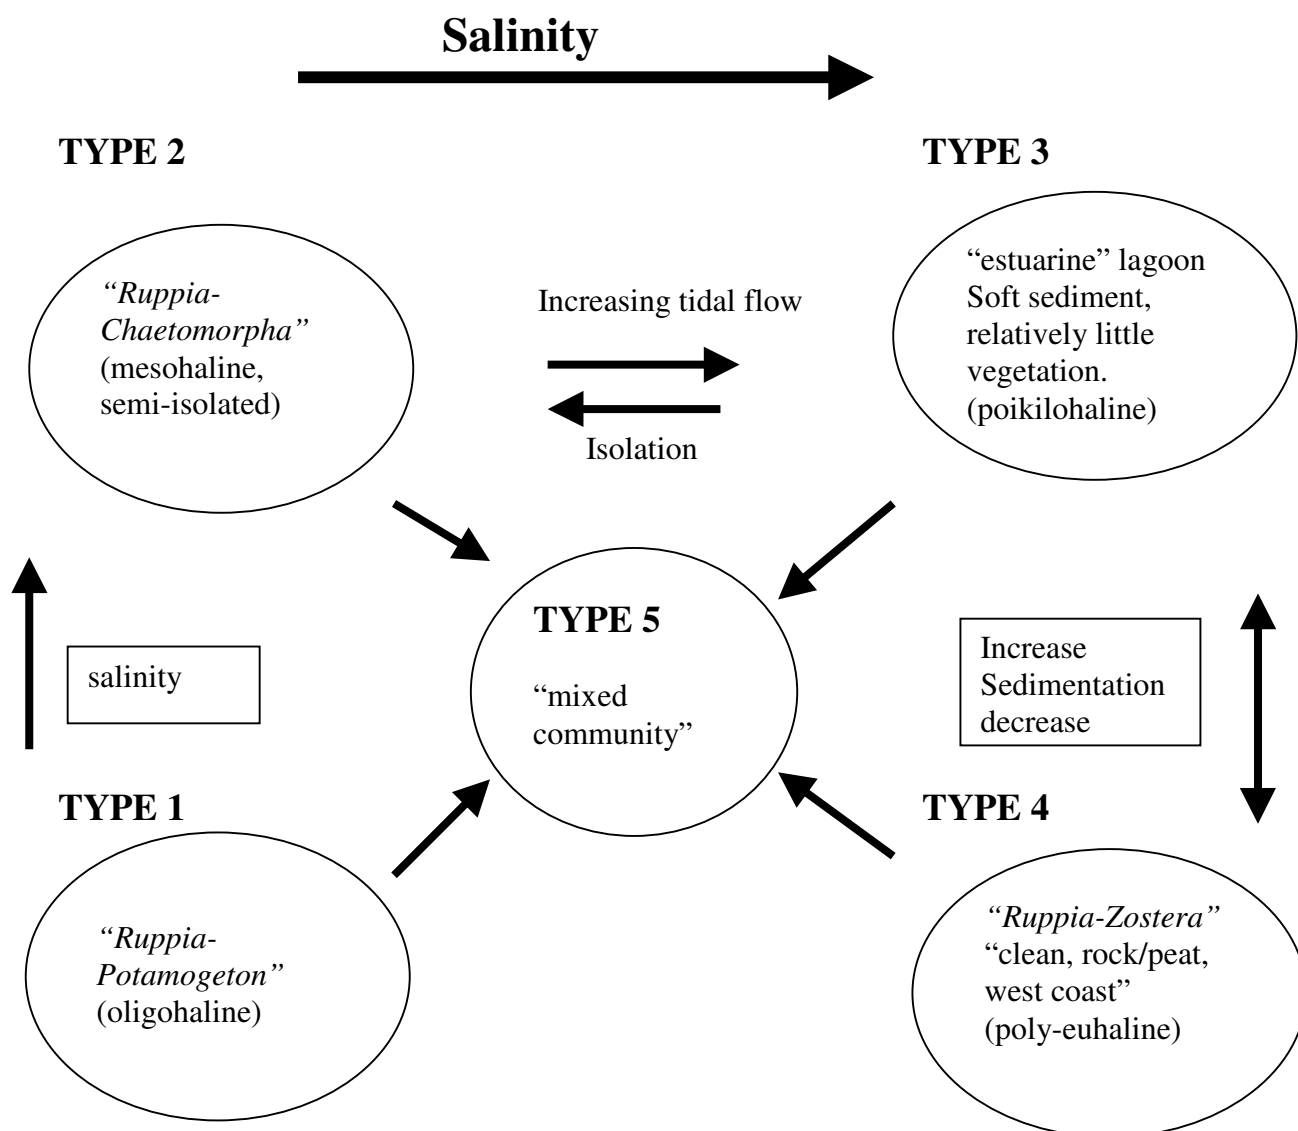 Salinity
TYPE 2
TYPE 3
“Ruppia-
Chaetomorpha”
(mesohaline,
semi-isolated)
Increasing tidal flow
Isolation
“estuarine” lagoon
Soft sediment,
relatively little
vegetation.
(poikilohaline)
salinity
TYPE 5
“mixed
community”
Increase
Sedimentation
decrease
TYPE 1
TYPE 4
“Ruppia-
Potamogeton”
(oligohaline)
“Ruppia-Zostera”
“clean, rock/peat,
west coast”
(poly-euhaline)